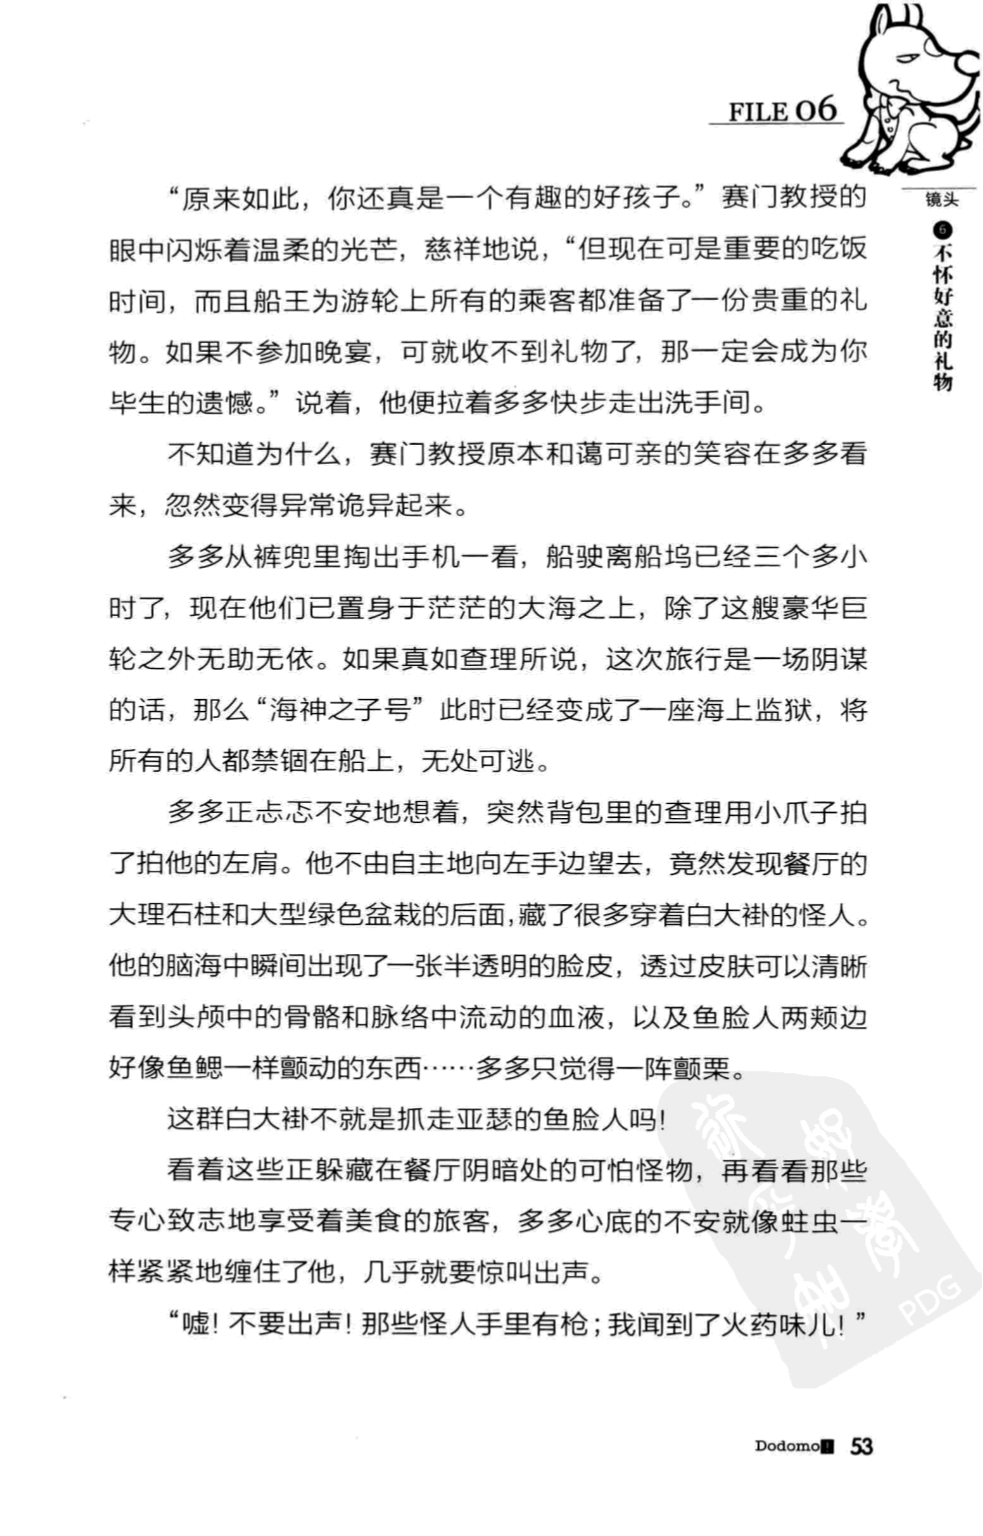 FILE 06
镜头
❻不怀好意的礼物
“原来如此，你还真是一个有趣的好孩子。”赛门教授的
眼中闪烁着温柔的光芒，慈祥地说，“但现在可是重要的吃饭
时间，而且船王为游轮上所有的乘客都准备了一份贵重的礼
物。如果不参加晚宴，可就收不到礼物了，那一定会成为你
毕生的遗憾。”说着，他便拉着多多快步走出洗手间。
不知道为什么，赛门教授原本和蔼可亲的笑容在多多看
来，忽然变得异常诡异起来。
多多从裤兜里掏出手机一看，船驶离船坞已经三个多小
时了，现在他们已置身于茫茫的大海之上，除了这艘豪华巨
轮之外无助无依。如果真如查理所说，这次旅行是一场阴谋
的话，那么“海神之子号”此时已经变成了一座海上监狱，将
所有的人都禁锢在船上，无处可逃。
多多正忐忑不安地想着，突然背包里的查理用小爪子拍
了拍他的左肩。他不由自主地向左手边望去，竟然发现餐厅的
大理石柱和大型绿色盆栽的后面，藏了很多穿着白大褂的怪人。
他的脑海中瞬间出现了一张半透明的脸皮，透过皮肤可以清晰
看到头颅中的骨骼和脉络中流动的血液，以及鱼脸人两颊边
好像鱼鳃一样颤动的东西……多多只觉得一阵颤栗。
这群白大褂不就是抓走亚瑟的鱼脸人吗！
看着这些正躲藏在餐厅阴暗处的可怕怪物，再看看那些
专心致志地享受着美食的旅客，多多心底的不安就像蛀虫一
样紧紧地缠住了他，几乎就要惊叫出声。
“嘘！不要出声！那些怪人手里有枪；我闻到了火药味儿！”
PDG
Dodomo! 53